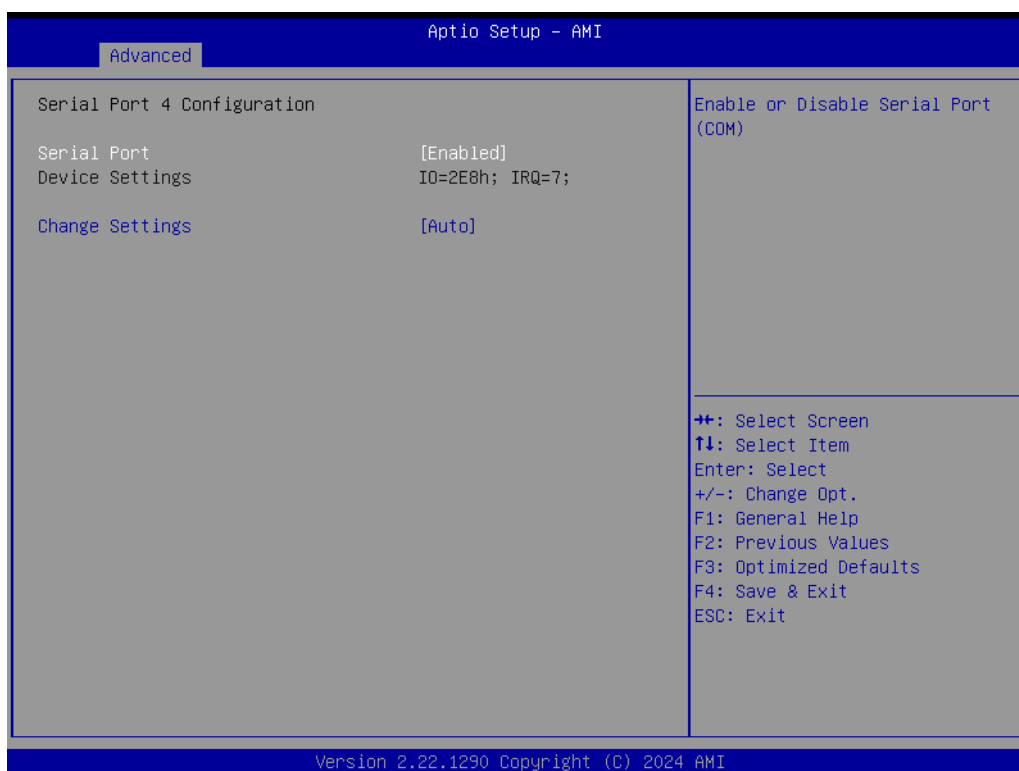 Aptio Setup – AMI
Advanced
Serial Port 4 Configuration
Serial Port [Enabled]
Device Settings IO=2E8h; IRQ=7;
Change Settings [Auto]
Enable or Disable Serial Port
(COM)
→←: Select Screen
↑↓: Select Item
Enter: Select
+/-: Change Opt.
F1: General Help
F2: Previous Values
F3: Optimized Defaults
F4: Save & Exit
ESC: Exit
Version 2.22.1290 Copyright (C) 2024 AMI